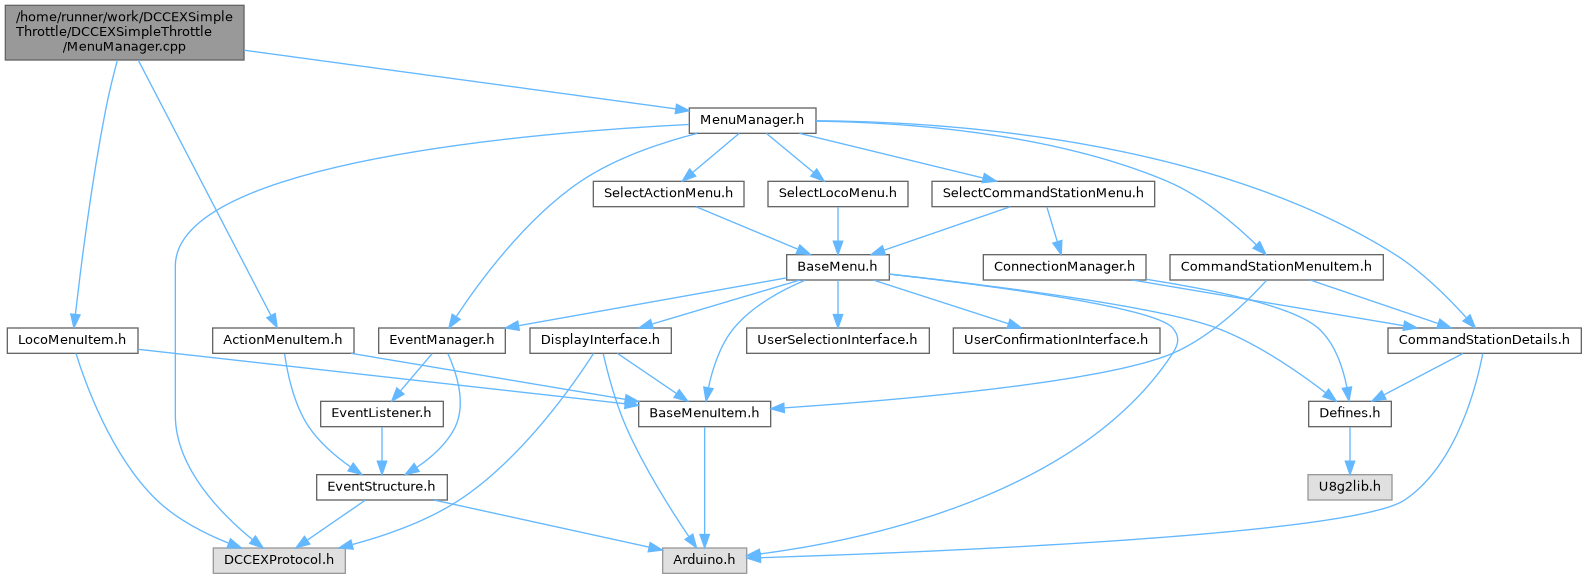 /home/runner/work/DCCEXSimple
Throttle/DCCEXSimpleThrottle
/MenuManager.cpp
MenuManager.h
SelectActionMenu.h
SelectLocoMenu.h
SelectCommandStationMenu.h
BaseMenu.h
ConnectionManager.h
CommandStationMenuItem.h
LocoMenuItem.h
ActionMenuItem.h
EventManager.h
DisplayInterface.h
UserSelectionInterface.h
UserConfirmationInterface.h
CommandStationDetails.h
EventListener.h
BaseMenuItem.h
Defines.h
EventStructure.h
U8g2lib.h
DCCEXProtocol.h
Arduino.h